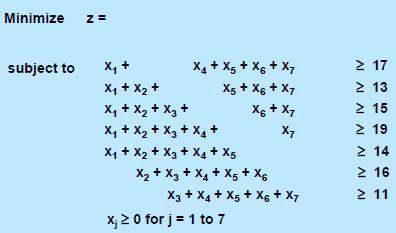 Minimize z =
subject to x₁ + x₄ + x₅ + x₆ + x₇ ≥ 17
x₁ + x₂ + x₅ + x₆ + x₇ ≥ 13
x₁ + x₂ + x₃ + x₆ + x₇ ≥ 15
x₁ + x₂ + x₃ + x₄ + x₇ ≥ 19
x₁ + x₂ + x₃ + x₄ + x₅ ≥ 14
x₂ + x₃ + x₄ + x₅ + x₆ ≥ 16
x₃ + x₄ + x₅ + x₆ + x₇ ≥ 11
xⱼ ≥ 0 for j = 1 to 7